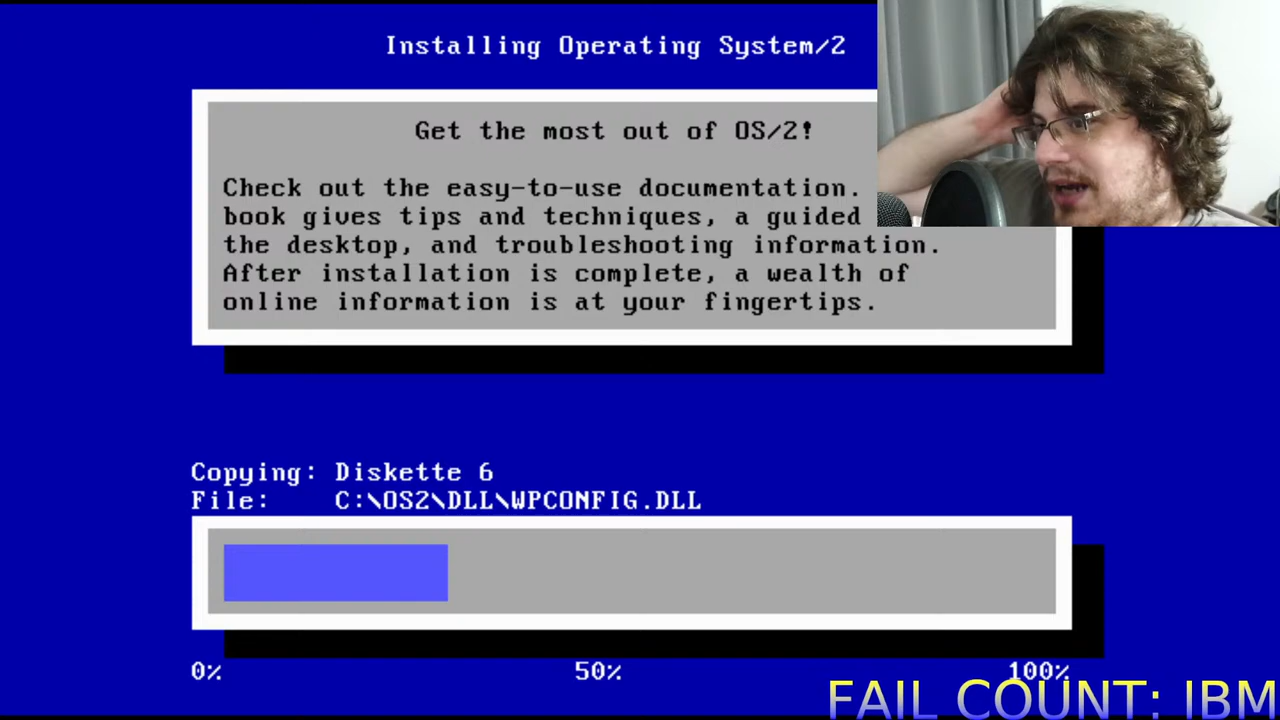 Installing Operating System/2
Get the most out of OS/2!
Check out the easy-to-use documentation.
book gives tips and techniques, a guided
the desktop, and troubleshooting information.
After installation is complete, a wealth of
online information is at your fingertips.
Copying: Diskette 6
File: C:\OS2\DLL\WPCONFIG.DLL
0% 50% 100%
FAIL COUNT: IBM